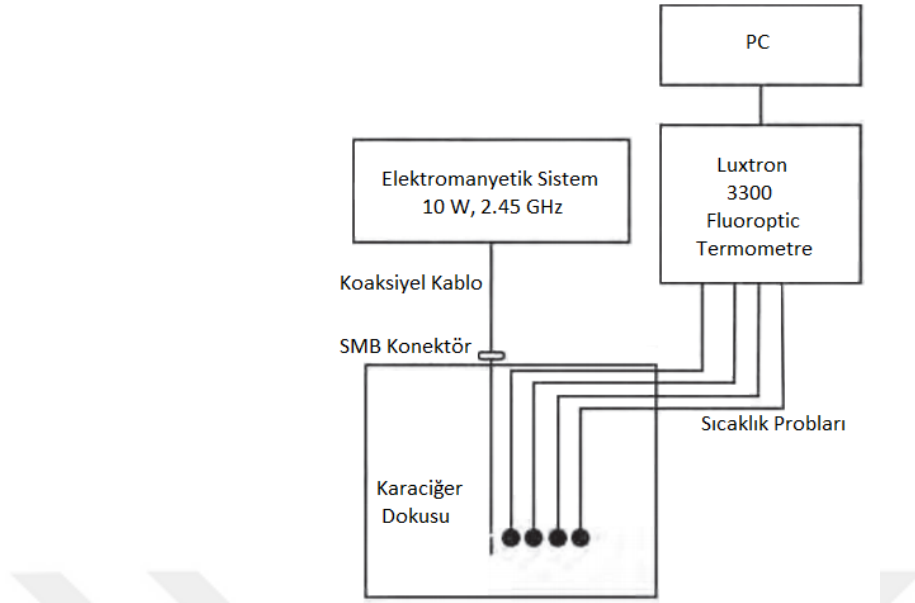 PC
Elektromanyetik Sistem
10 W, 2.45 GHz
Luxtron
3300
Fluoroptic
Termometre
Koaksiyel Kablo
SMB Konektör
Sıcaklık Probları
Karaciğer
Dokusu